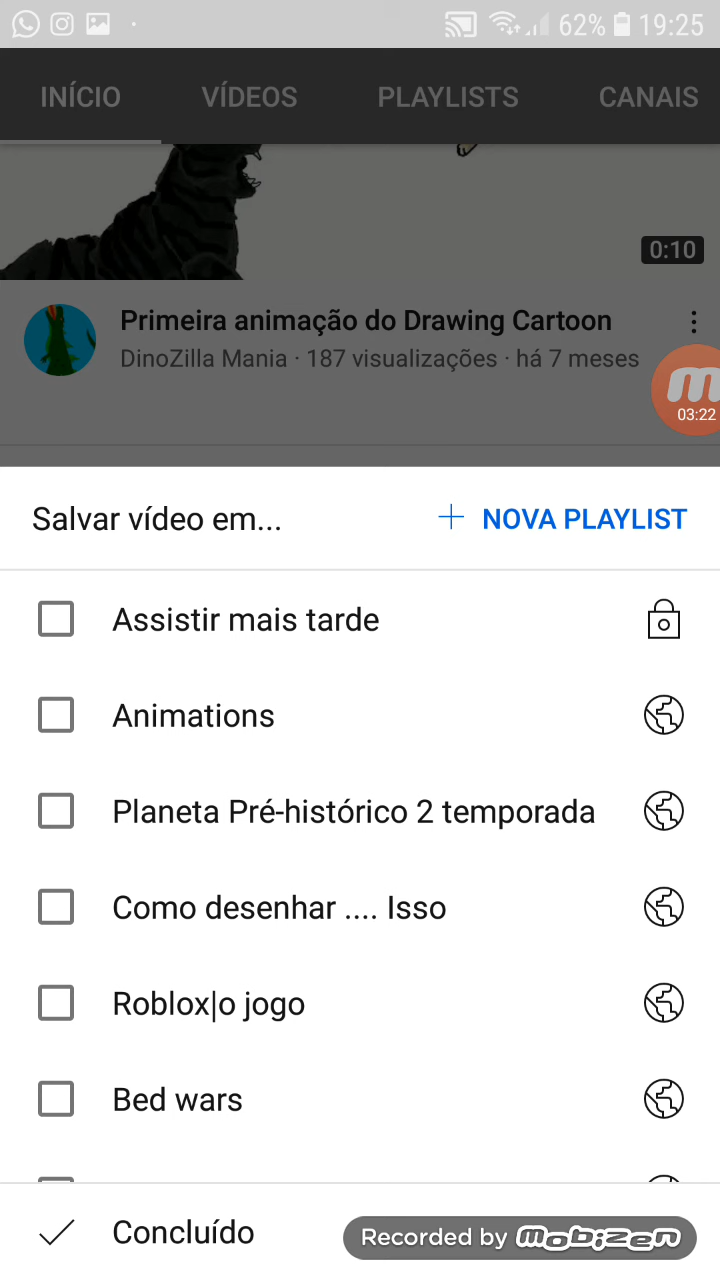 62% 19:25
INÍCIO VÍDEOS PLAYLISTS CANAIS
0:10
Primeira animação do Drawing Cartoon
DinoZilla Mania · 187 visualizações · há 7 meses
m
03:22
Salvar vídeo em... + NOVA PLAYLIST
Assistir mais tarde
Animations
Planeta Pré-histórico 2 temporada
Como desenhar .... Isso
Roblox|o jogo
Bed wars
Concluído
Recorded by mobizen